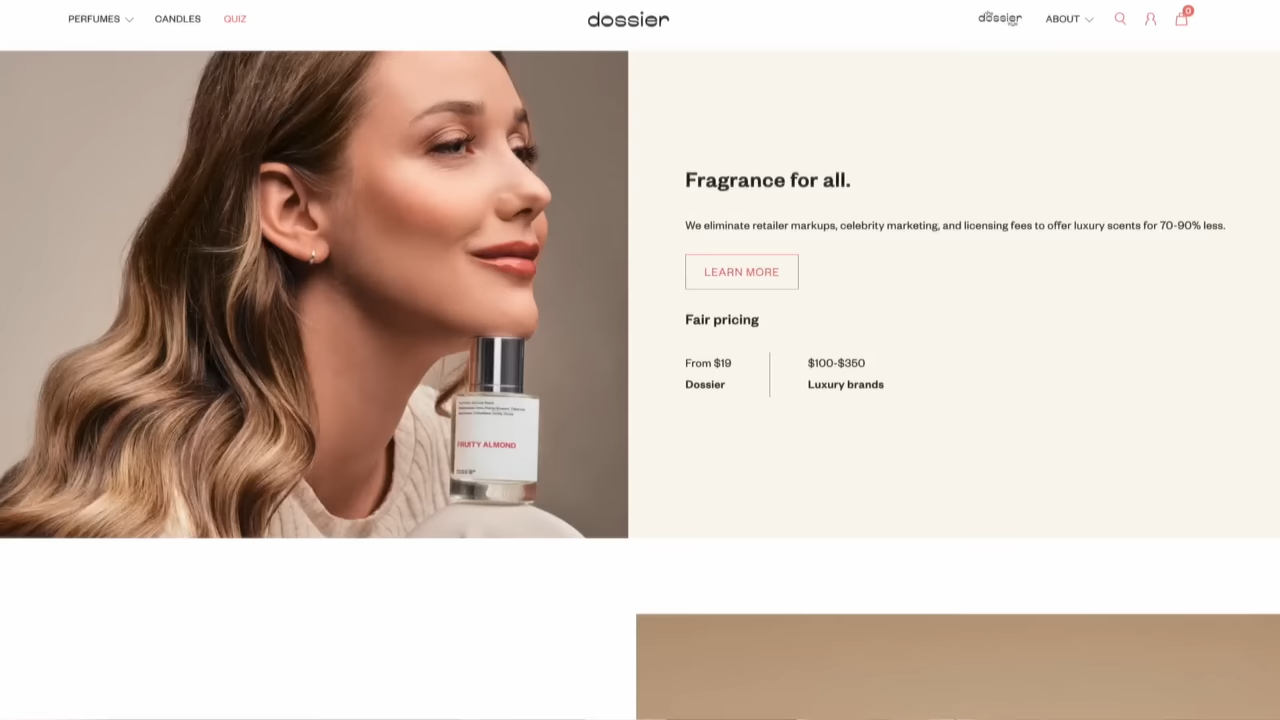 PERFUMES
CANDLES
QUIZ
dossier
dossier
ABOUT
0
Fragrance for all.
We eliminate retailer markups, celebrity marketing, and licensing fees to offer luxury scents for 70-90% less.
LEARN MORE
Fair pricing
From $19
Dossier
$100-$350
Luxury brands
FRUITY ALMOND